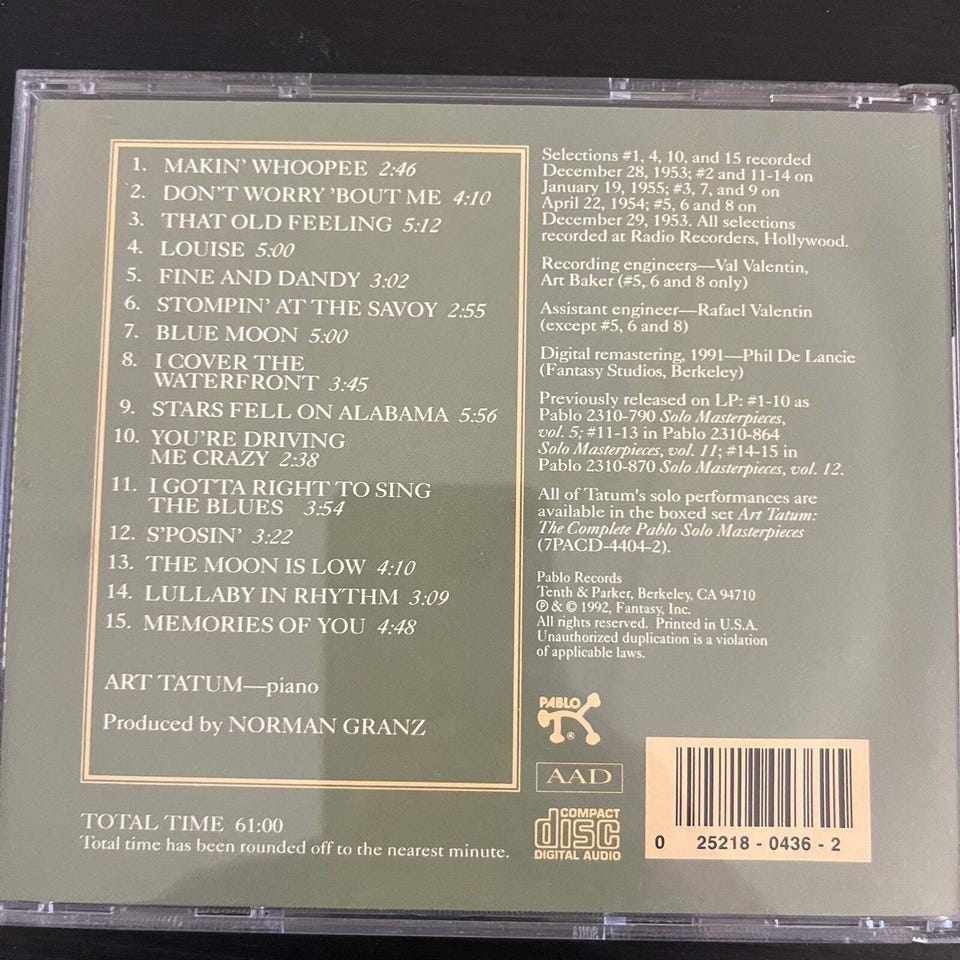 1. MAKIN' WHOOPEE 2:46
2. DON'T WORRY 'BOUT ME 4:10
3. THAT OLD FEELING 5:12
4. LOUISE 5:00
5. FINE AND DANDY 3:02
6. STOMPIN' AT THE SAVOY 2:55
7. BLUE MOON 5:00
8. I COVER THE
WATERFRONT 3:45
9. STARS FELL ON ALABAMA 5:56
10. YOU'RE DRIVING
ME CRAZY 2:38
11. I GOTTA RIGHT TO SING
THE BLUES 3:54
12. S'POSIN' 3:22
13. THE MOON IS LOW 4:10
14. LULLABY IN RHYTHM 3:09
15. MEMORIES OF YOU 4:48
ART TATUM—piano
Produced by NORMAN GRANZ
TOTAL TIME 61:00
Total time has been rounded off to the nearest minute.
Selections #1, 4, 10, and 15 recorded
December 28, 1953; #2 and 11-14 on
January 19, 1955; #3, 7, and 9 on
April 22, 1954; #5, 6 and 8 on
December 29, 1953. All selections
recorded at Radio Recorders, Hollywood.
Recording engineers—Val Valentin,
Art Baker (#5, 6 and 8 only)
Assistant engineer—Rafael Valentin
(except #5, 6 and 8)
Digital remastering, 1991—Phil De Lancie
(Fantasy Studios, Berkeley)
Previously released on LP: #1-10 as
Pablo 2310-790 Solo Masterpieces,
vol. 5; #11-13 in Pablo 2310-864
Solo Masterpieces, vol. 11; #14-15 in
Pablo 2310-870 Solo Masterpieces, vol. 12.
All of Tatum's solo performances are
available in the boxed set Art Tatum:
The Complete Pablo Solo Masterpieces
(7PACD-4404-2).
Pablo Records
Tenth & Parker, Berkeley, CA 94710
℗ & © 1992, Fantasy, Inc.
All rights reserved. Printed in U.S.A.
Unauthorized duplication is a violation
of applicable laws.
PABLO
®
AAD
COMPACT
disc
DIGITAL AUDIO
0 25218 - 0436 - 2